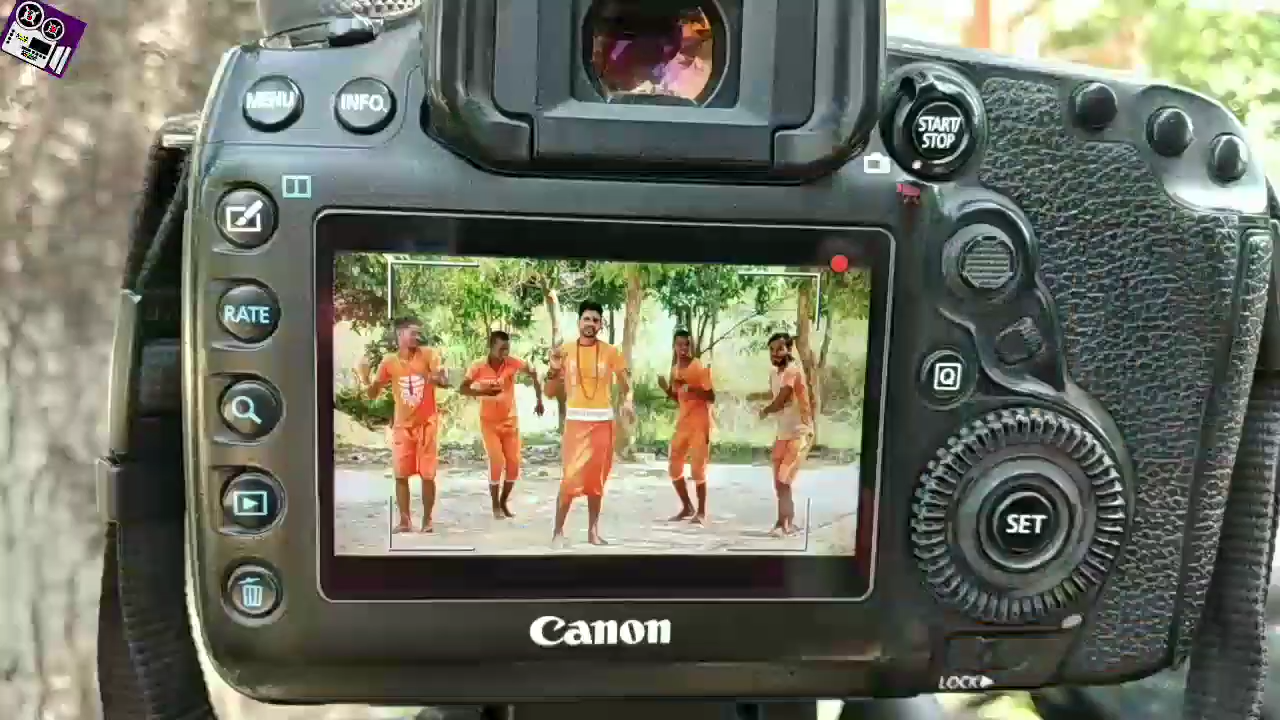 MENU
INFO.
START/
STOP
RATE
Q
SET
Canon
LOCK▶